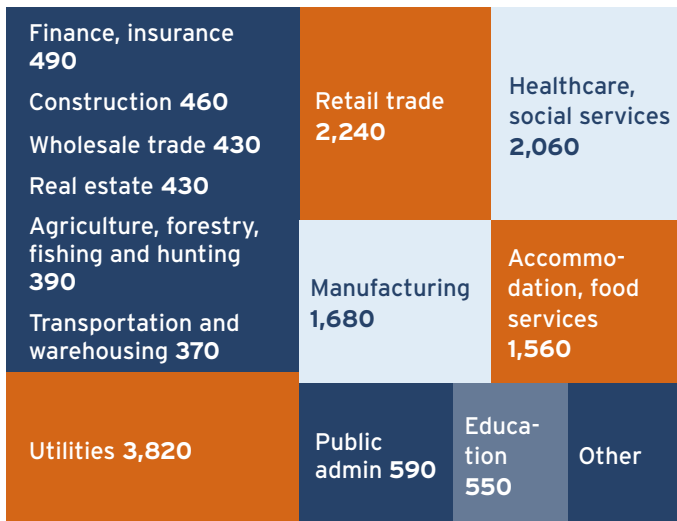 Finance, insurance
490
Construction 460
Wholesale trade 430
Real estate 430
Agriculture, forestry,
fishing and hunting
390
Transportation and
warehousing 370
Utilities 3,820
Retail trade
2,240
Healthcare,
social services
2,060
Manufacturing
1,680
Accommo-
dation, food
services
1,560
Public
admin 590
Educa-
tion
550
Other